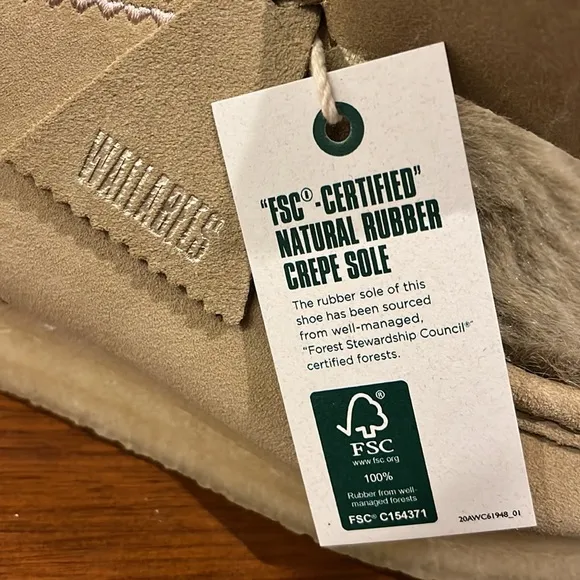 WALLABEES
"FSC®-CERTIFIED"
NATURAL RUBBER
CREPE SOLE
The rubber sole of this
shoe has been sourced
from well-managed,
"Forest Stewardship Council®"
certified forests.
®
FSC
www.fsc.org
100%
Rubber from well-
managed forests
FSC® C154371
20AWC61948_01